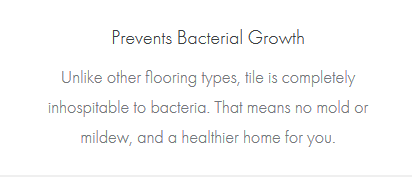 Prevents Bacterial Growth
Unlike other flooring types, tile is completely
inhospitable to bacteria. That means no mold or
mildew, and a healthier home for you.